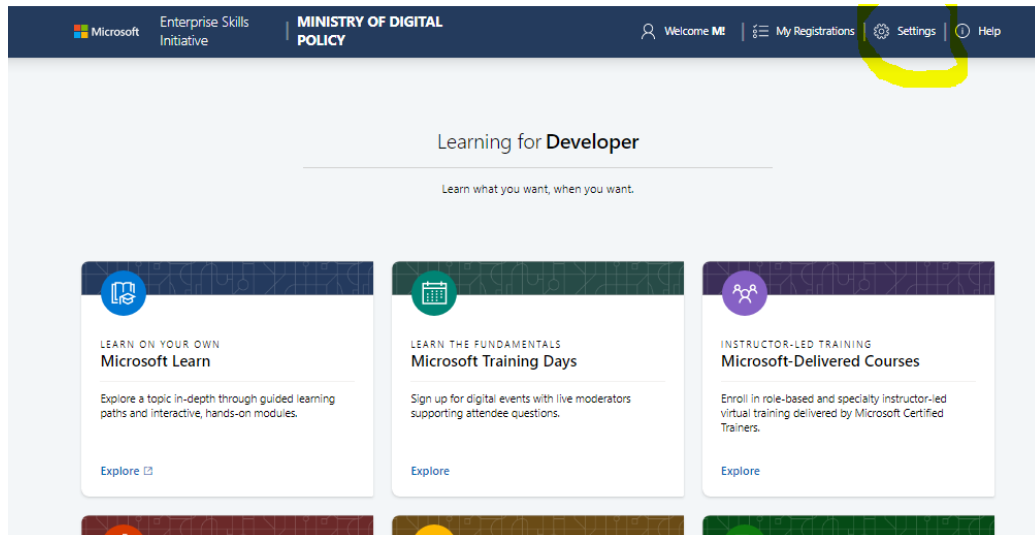 Microsoft
Enterprise Skills
Initiative
MINISTRY OF DIGITAL
POLICY
Welcome M!
My Registrations
Settings
Help
Learning for Developer
Learn what you want, when you want.
LEARN ON YOUR OWN
Microsoft Learn
Explore a topic in-depth through guided learning
paths and interactive, hands-on modules.
Explore
LEARN THE FUNDAMENTALS
Microsoft Training Days
Sign up for digital events with live moderators
supporting attendee questions.
Explore
INSTRUCTOR-LED TRAINING
Microsoft-Delivered Courses
Enroll in role-based and specialty instructor-led
virtual training delivered by Microsoft Certified
Trainers.
Explore